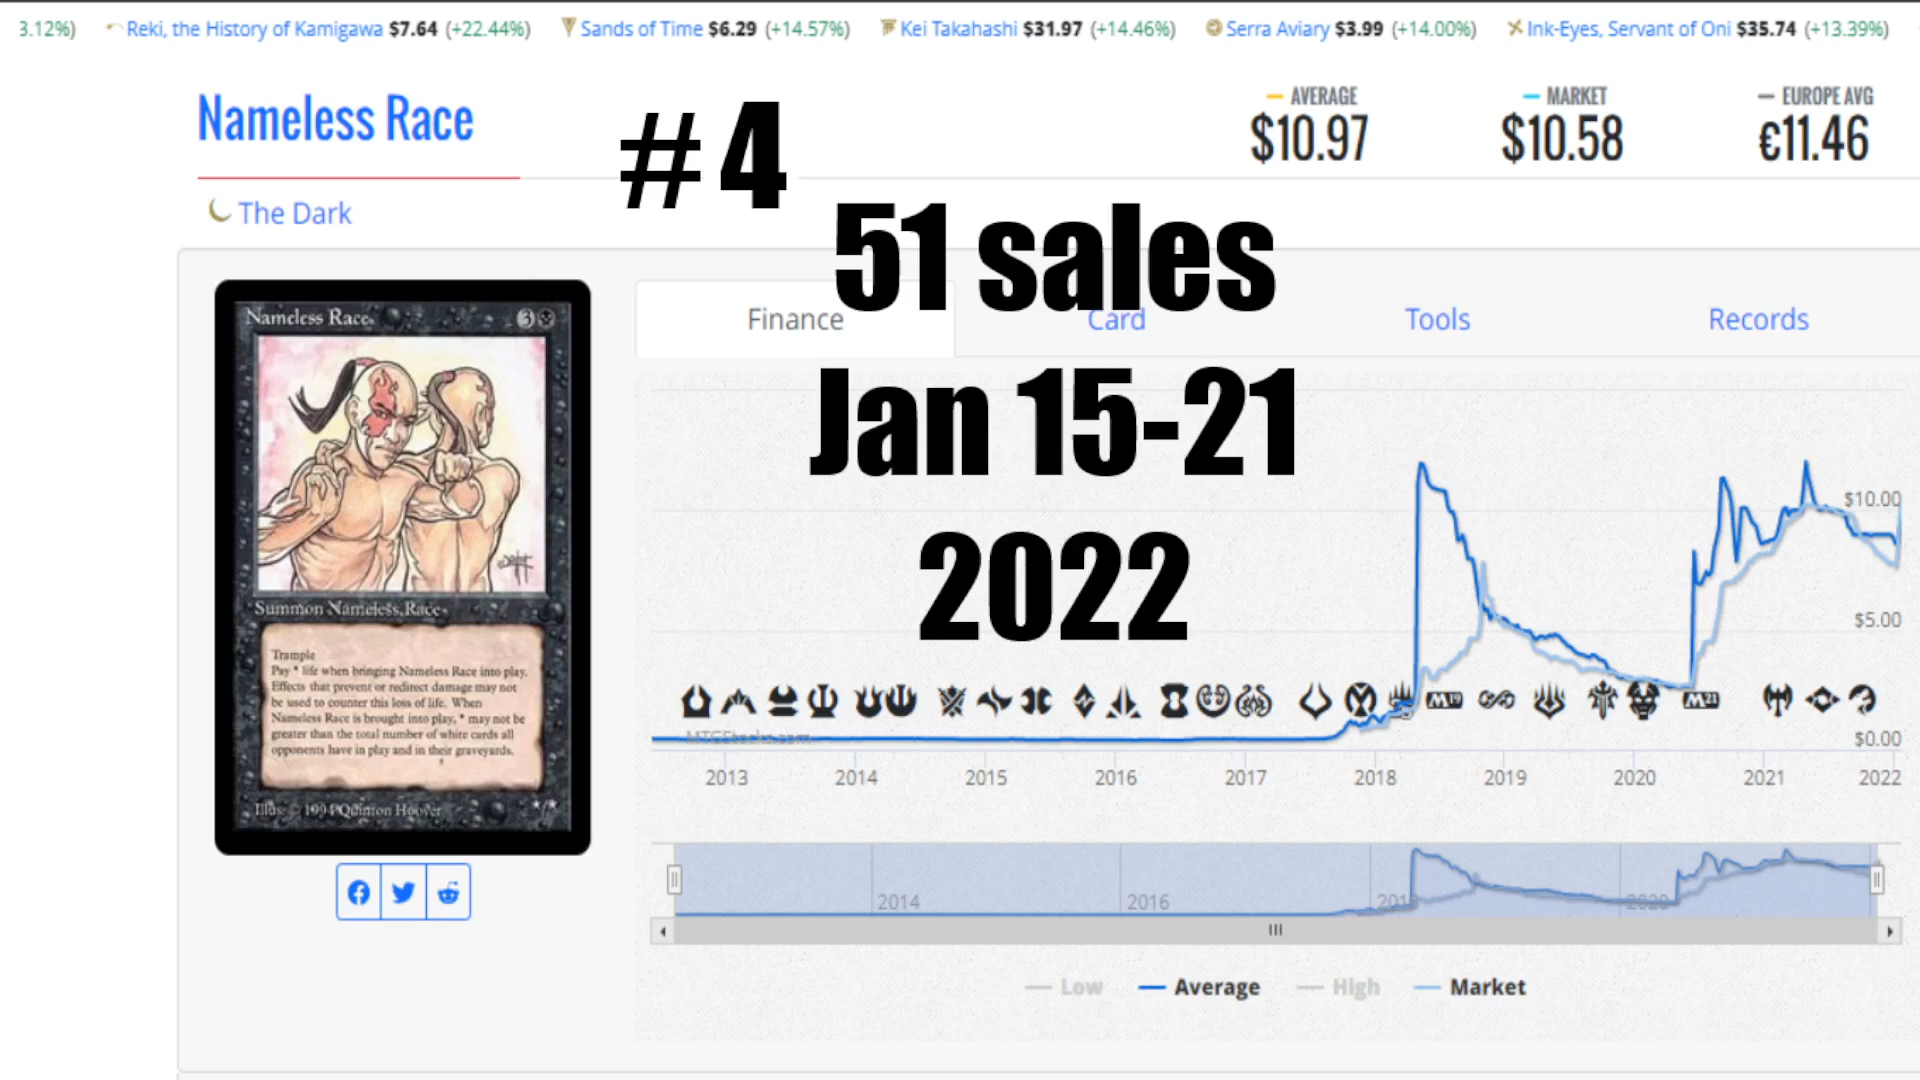 3.12%) Reki, the History of Kamigawa $7.64 (+22.44%) Sands of Time $6.29 (+14.57%) Kei Takahashi $31.97 (+14.46%) Serra Aviary $3.99 (+14.00%) Ink-Eyes, Servant of Oni $35.74 (+13.39%)
Nameless Race
#4
AVERAGE
$10.97
MARKET
$10.58
EUROPE AVG
€11.46
The Dark
51 sales
Jan 15-21
2022
Finance
Card
Tools
Records
Nameless Race
3
Summon Nameless Race
Trample
Pay * life when bringing Nameless Race into play.
Effects that prevent or redirect damage may not
be used to counter this loss of life. When
Nameless Race is brought into play, * may not be
greater than the total number of white cards all
opponents have in play and in their graveyards.
Illus. © 1994 Quinton Hoover
*/*
$10.00
$5.00
$0.00
M19
M21
MTGStocks.com
2013 2014 2015 2016 2017 2018 2019 2020 2021 2022
2014 2016 2018 2020
Low Average High Market